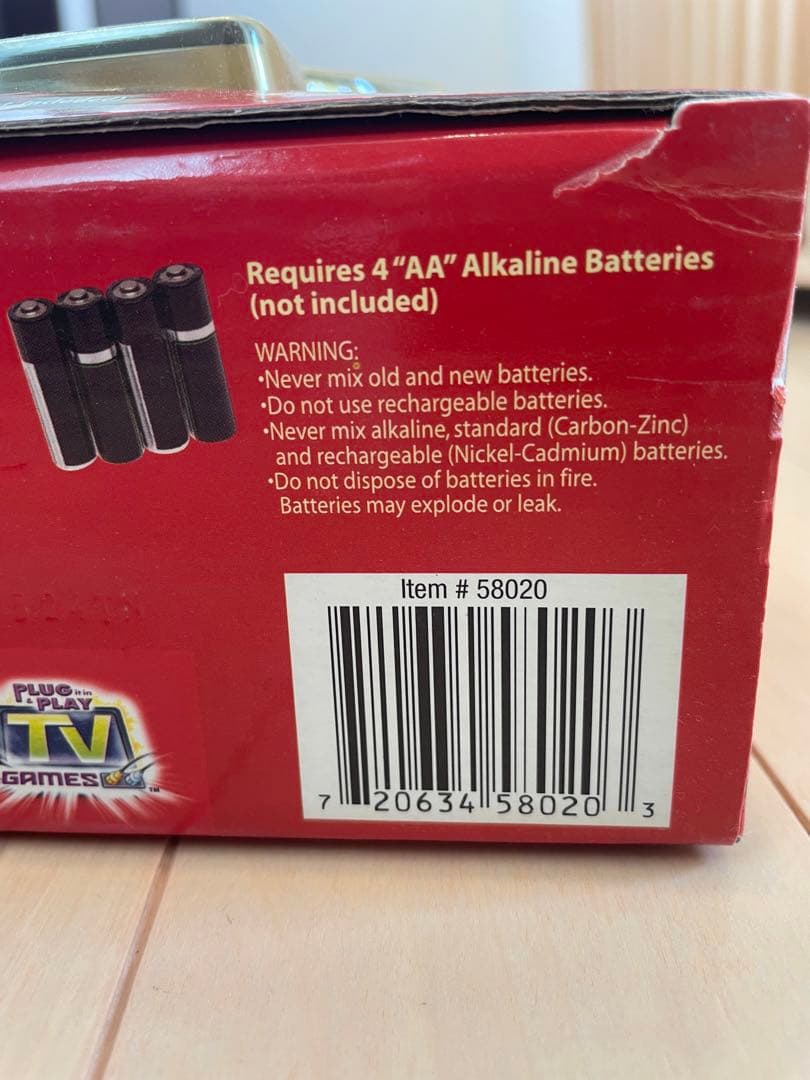 Requires 4 “AA” Alkaline Batteries
(not included)
WARNING:
•Never mix old and new batteries.
•Do not use rechargeable batteries.
•Never mix alkaline, standard (Carbon-Zinc)
and rechargeable (Nickel-Cadmium) batteries.
•Do not dispose of batteries in fire.
Batteries may explode or leak.
Item # 58020
7 20634 58020 3
PLUG it in
& PLAY
TV
GAMES
TM